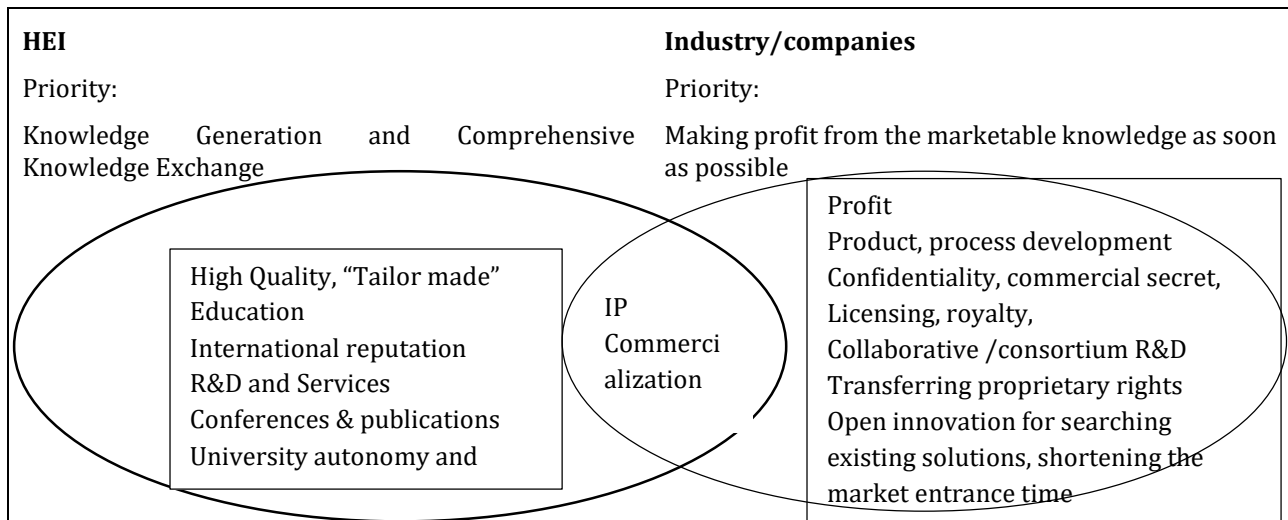 HEI
Priority:
Knowledge Generation and Comprehensive
Knowledge Exchange
Industry/companies
Priority:
Making profit from the marketable knowledge as soon
as possible
High Quality, “Tailor made”
Education
International reputation
R&D and Services
Conferences & publications
University autonomy and
IP
Commerci
alization
Profit
Product, process development
Confidentiality, commercial secret,
Licensing, royalty,
Collaborative /consortium R&D
Transferring proprietary rights
Open innovation for searching
existing solutions, shortening the
market entrance time